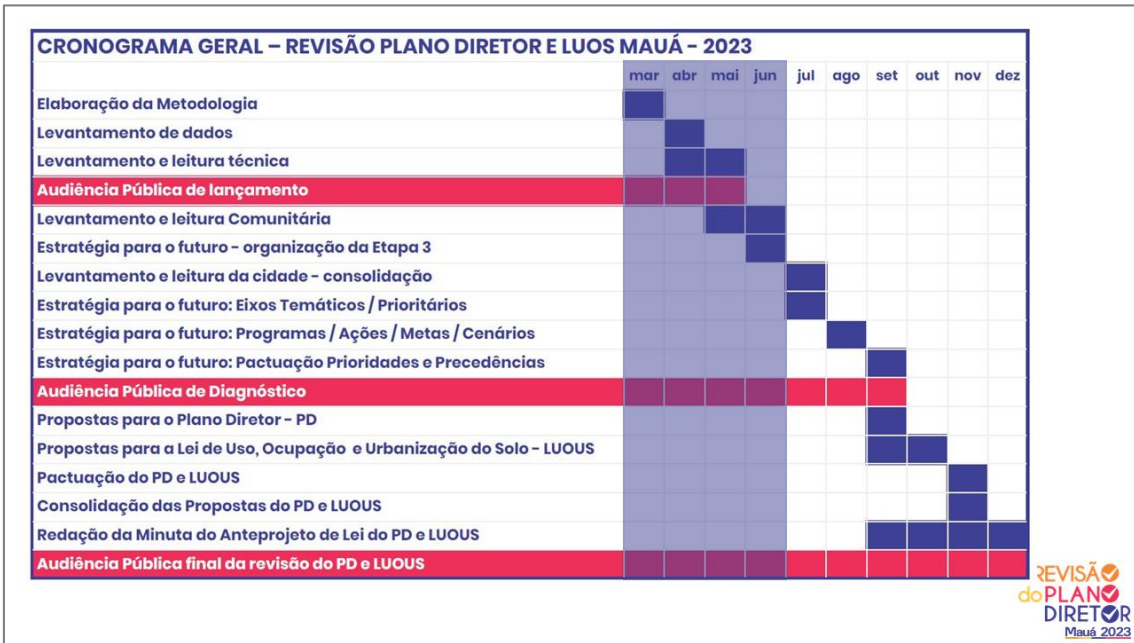 CRONOGRAMA GERAL – REVISÃO PLANO DIRETOR E LUOS MAUÁ - 2023
mar abr mai jun jul ago set out nov dez
Elaboração da Metodologia
Levantamento de dados
Levantamento e leitura técnica
Audiência Pública de lançamento
Levantamento e leitura Comunitária
Estratégia para o futuro - organização da Etapa 3
Levantamento e leitura da cidade - consolidação
Estratégia para o futuro: Eixos Temáticos / Prioritários
Estratégia para o futuro: Programas / Ações / Metas / Cenários
Estratégia para o futuro: Pactuação Prioridades e Precedências
Audiência Pública de Diagnóstico
Propostas para o Plano Diretor - PD
Propostas para a Lei de Uso, Ocupação e Urbanização do Solo - LUOUS
Pactuação do PD e LUOUS
Consolidação das Propostas do PD e LUOUS
Redação da Minuta do Anteprojeto de Lei do PD e LUOUS
Audiência Pública final da revisão do PD e LUOUS
REVISÃO
do PLANO
DIRETOR
Mauá 2023